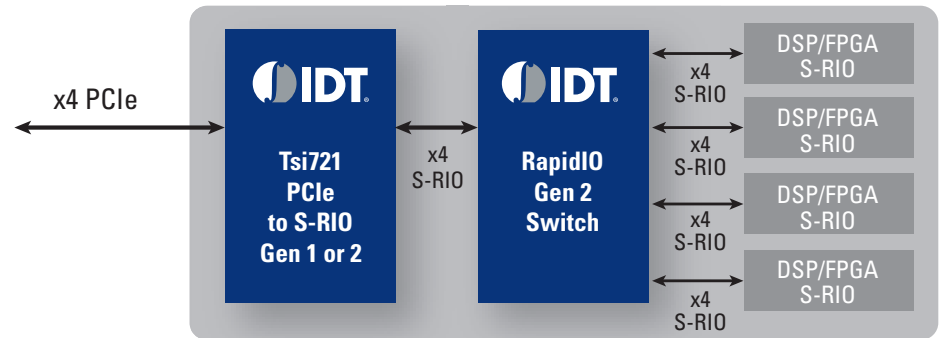 x4 PCIe
IDT
Tsi721
PCIe
to S-RIO
Gen 1 or 2
x4
S-RIO
IDT
RapidIO
Gen 2
Switch
x4
S-RIO
DSP/FPGA
S-RIO
x4
S-RIO
DSP/FPGA
S-RIO
x4
S-RIO
DSP/FPGA
S-RIO
x4
S-RIO
DSP/FPGA
S-RIO